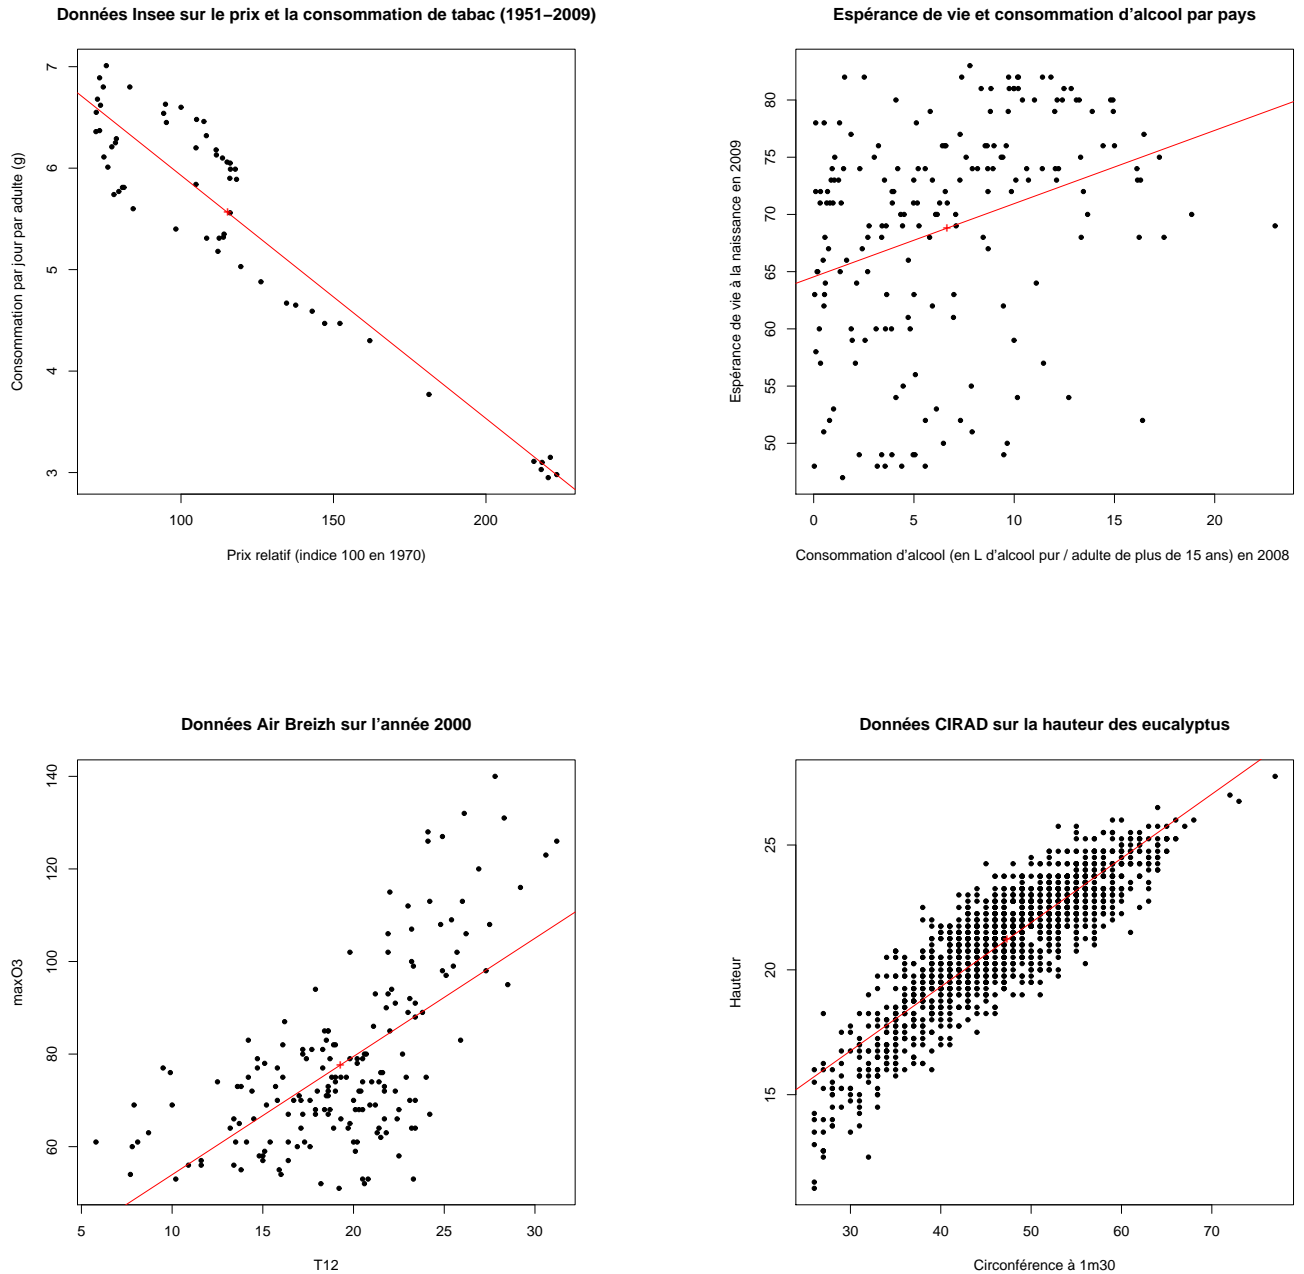 Données Insee sur le prix et la consommation de tabac (1951−2009)
Consommation par jour par adulte (g)
7
6
5
4
3
100 150 200
Prix relatif (indice 100 en 1970)
Espérance de vie et consommation d'alcool par pays
Espérance de vie à la naissance en 2009
80
75
70
65
60
55
50
0 5 10 15 20
Consommation d'alcool (en L d'alcool pur / adulte de plus de 15 ans) en 2008
Données Air Breizh sur l'année 2000
maxO3
140
120
100
80
60
5 10 15 20 25 30
T12
Données CIRAD sur la hauteur des eucalyptus
Hauteur
25
20
15
30 40 50 60 70
Circonférence à 1m30